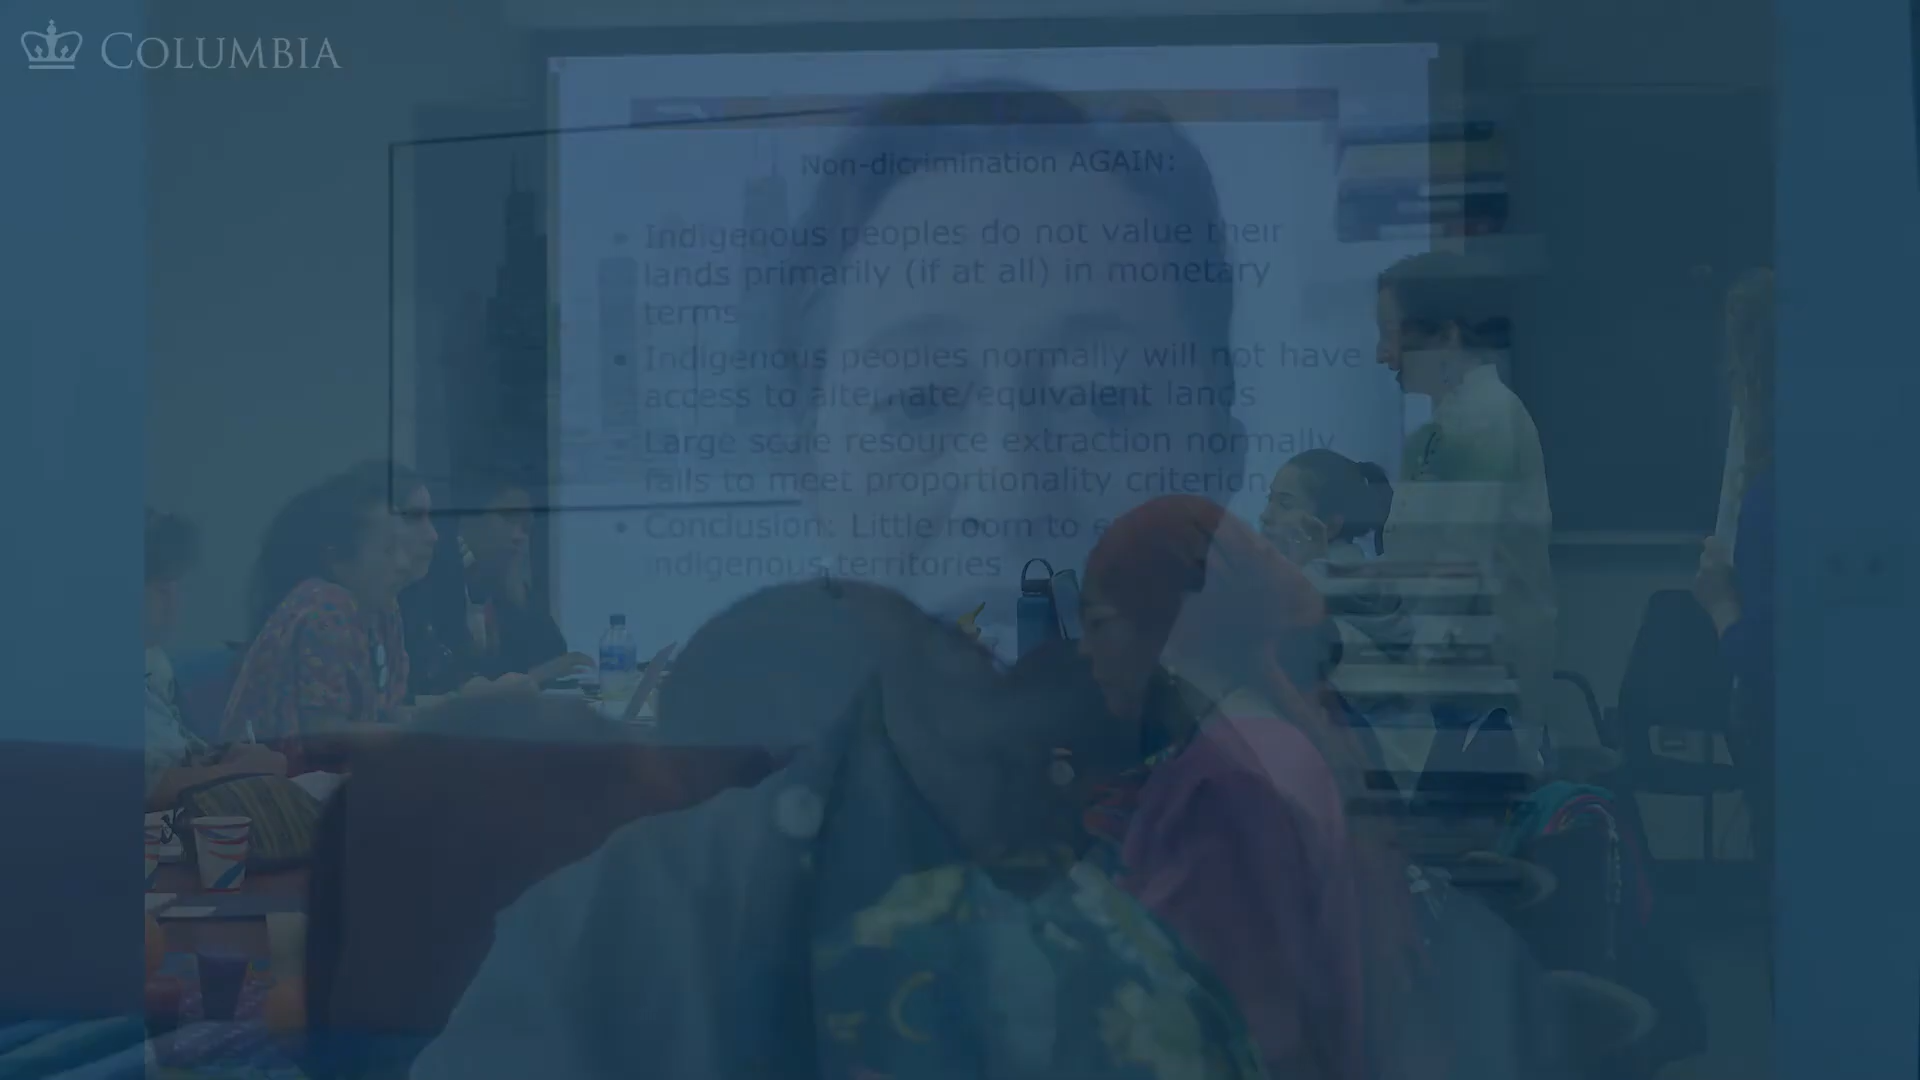 COLUMBIA
Non-dicrimination AGAIN:
• Indigenous peoples do not value their
lands primarily (if at all) in monetary
terms
• Indigenous peoples normally will not have
access to alternate/equivalent lands
• Large scale resource extraction normally
fails to meet proportionality criterion
• Conclusion: Little room to
indigenous territories